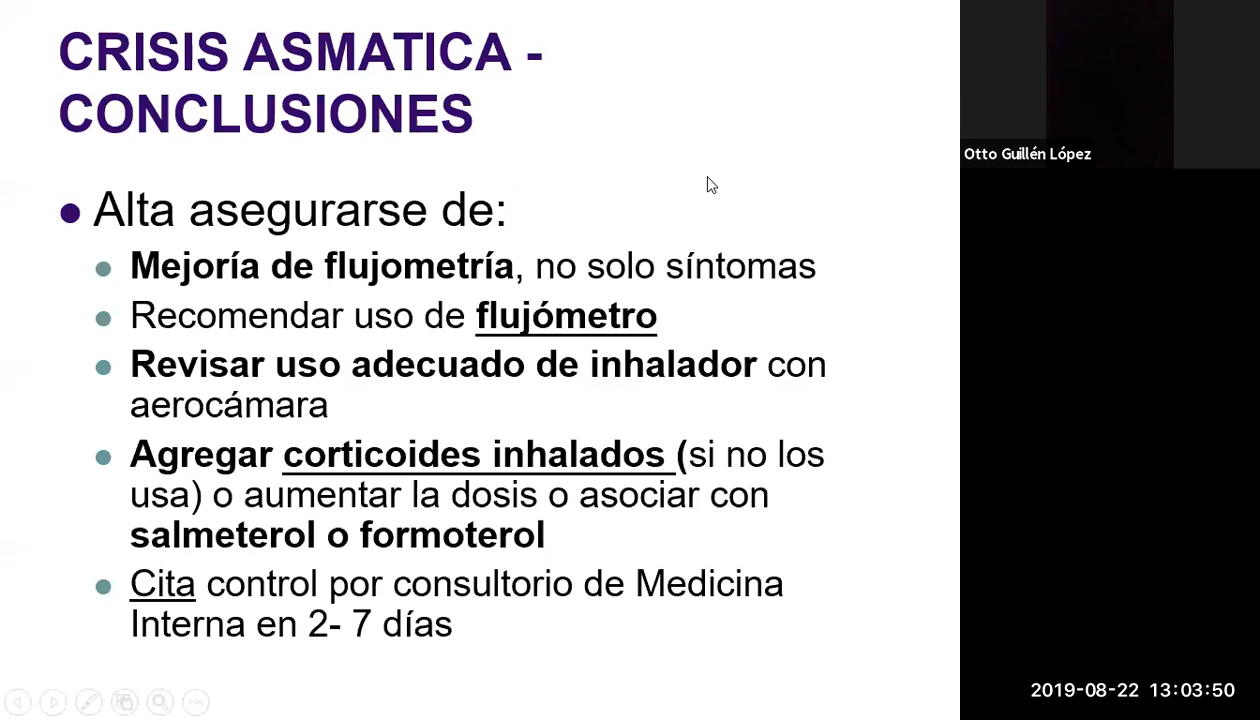 CRISIS ASMATICA -
CONCLUSIONES
Alta asegurarse de:
Mejoría de flujometría, no solo síntomas
Recomendar uso de flujómetro
Revisar uso adecuado de inhalador con
aerocámara
Agregar corticoides inhalados (si no los
usa) o aumentar la dosis o asociar con
salmeterol o formoterol
Cita control por consultorio de Medicina
Interna en 2- 7 días
Otto Guillén López
2019-08-22 13:03:50